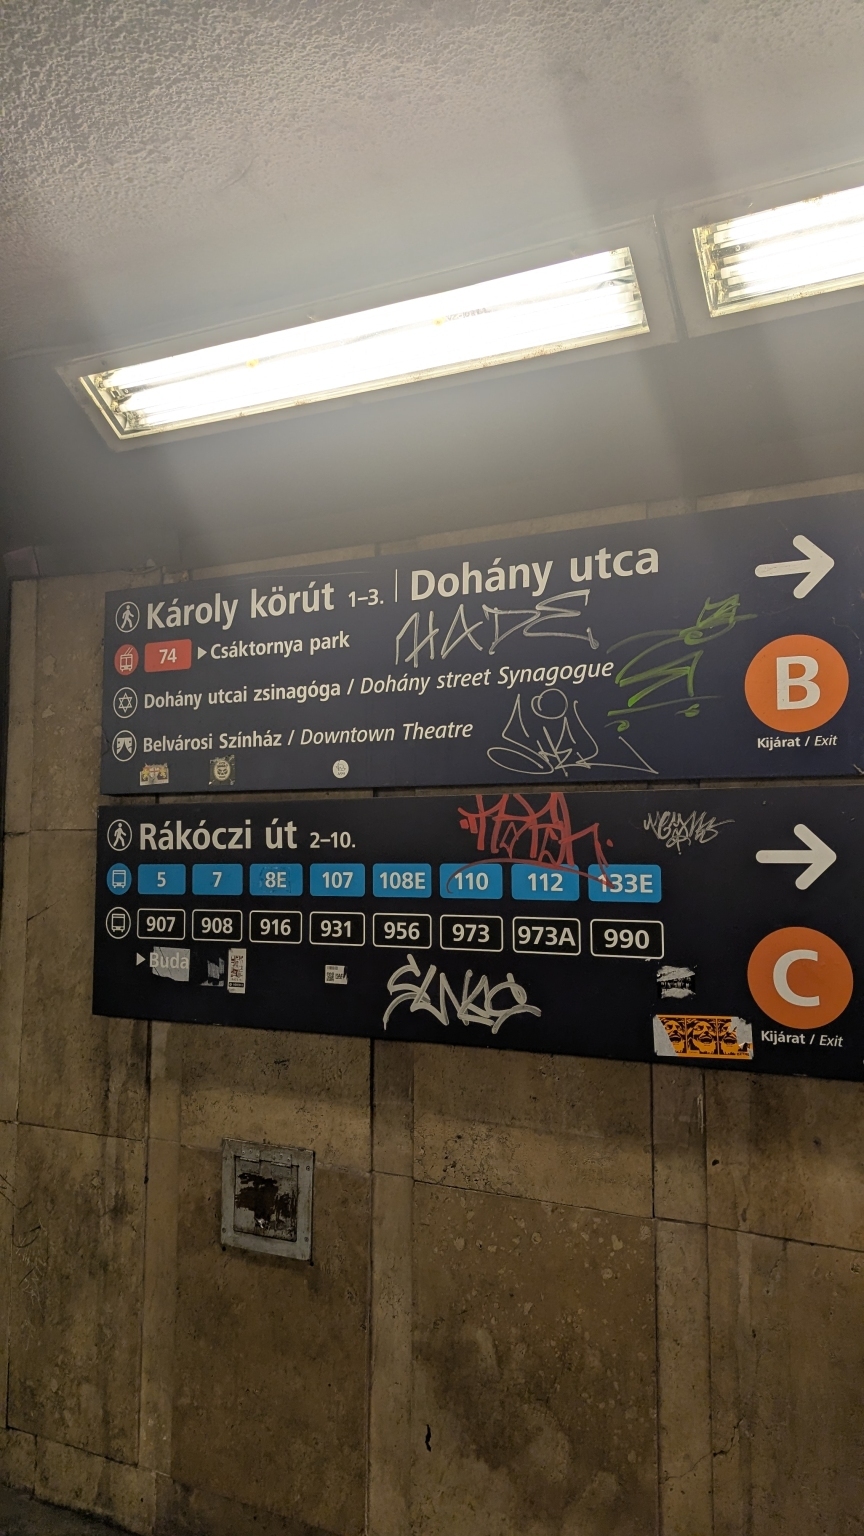 Károly körút 1–3. | Dohány utca
74 ▶Csáktornya park
Dohány utcai zsinagóga / Dohány street Synagogue
Belvárosi Színház / Downtown Theatre
B
Kijárat / Exit
Rákóczi út 2–10.
5 7 8E 107 108E 110 112 133E
907 908 916 931 956 973 973A 990
▶Buda
C
Kijárat / Exit